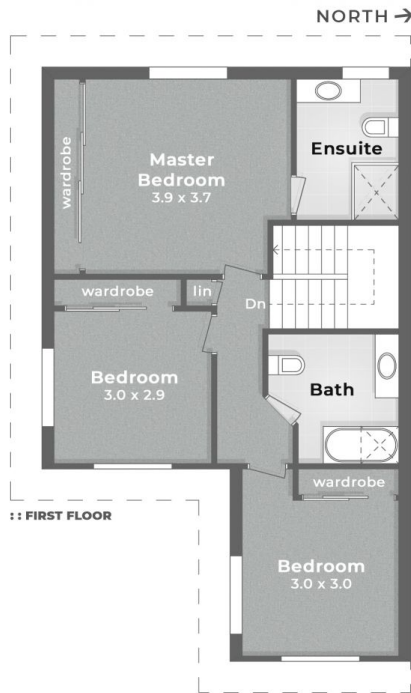 NORTH →
Ensuite
wardrobe
Master
Bedroom
3.9 x 3.7
wardrobe
lin
Dn
Bedroom
3.0 x 2.9
Bath
wardrobe
:: FIRST FLOOR
Bedroom
3.0 x 3.0